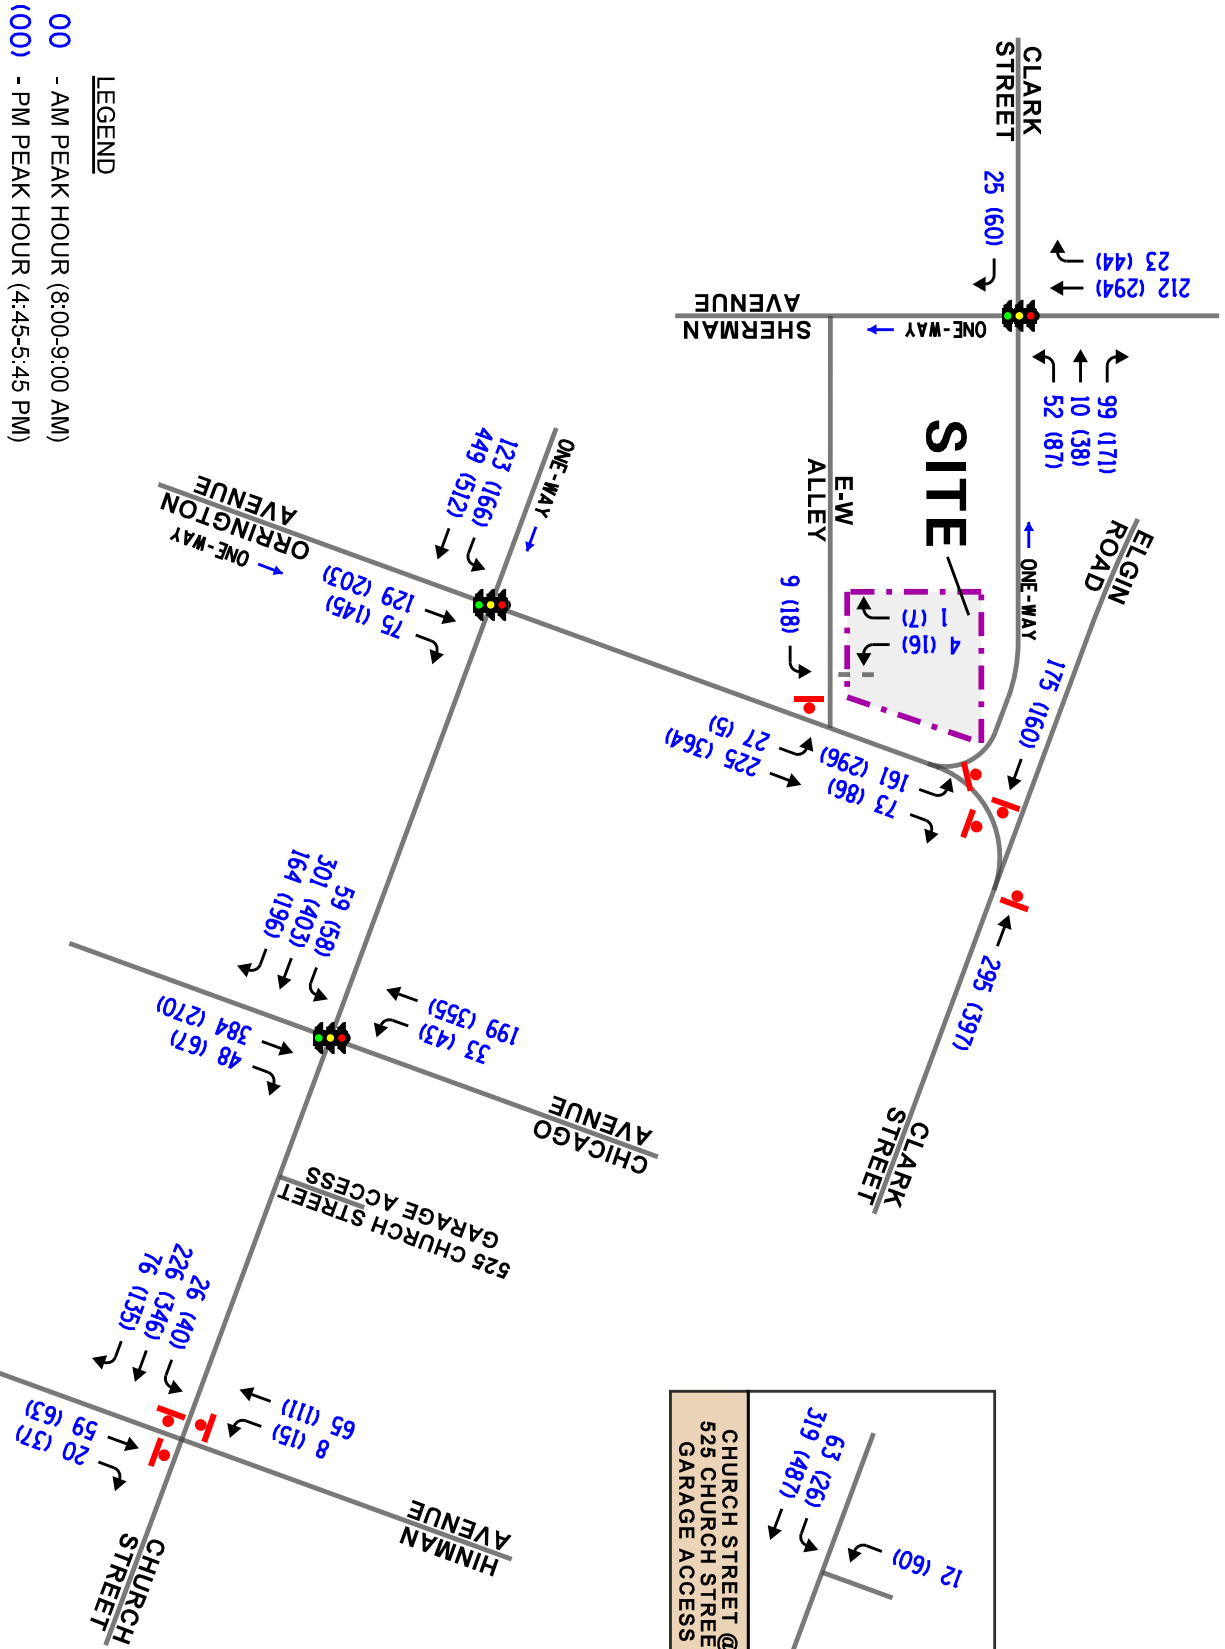 CLARK
STREET
25 (60)
23 (44)
212 (294)
SHERMAN
AVENUE
ONE-WAY
99 (171)
10 (38)
52 (87)
SITE
E-W
ALLEY
ONE-WAY
ELGIN
ROAD
1 (7)
4 (16)
9 (18)
175 (160)
161 (296)
73 (86)
27 (5)
225 (364)
295 (397)
CLARK
STREET
ONE-WAY
123 (166)
449 (512)
ORRINGTON
AVENUE
ONE-WAY
129 (203)
75 (145)
59 (58)
301 (403)
164 (196)
199 (355)
33 (43)
384 (270)
48 (67)
CHICAGO
AVENUE
525 CHURCH STREET
GARAGE ACCESS
26 (40)
226 (346)
76 (135)
65 (111)
8 (15)
59 (63)
20 (37)
HINMAN
AVENUE
CHURCH
STREET
63 (26)
319 (487)
12 (60)
CHURCH STREET @
525 CHURCH STREE
GARAGE ACCESS
LEGEND
00 - AM PEAK HOUR (8:00-9:00 AM)
(00) - PM PEAK HOUR (4:45-5:45 PM)